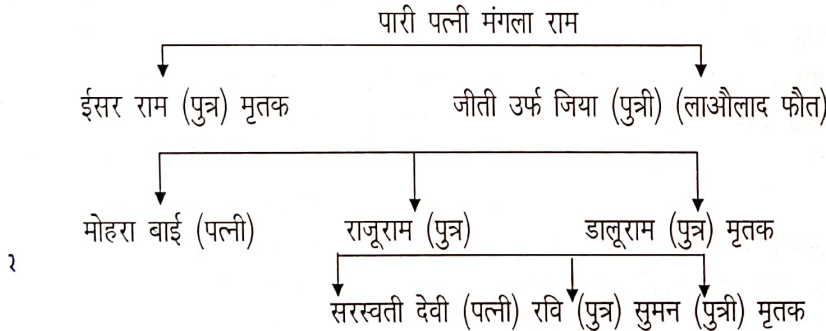 पारी पत्नी मंगला राम
ईसर राम (पुत्र) मृतक जीती उर्फ जिया (पुत्री) (लाऔलाद फौत)
मोहरा बाई (पत्नी) राजूराम (पुत्र) डालूराम (पुत्र) मृतक
२
सरस्वती देवी (पत्नी) रवि (पुत्र) सुमन (पुत्री) मृतक